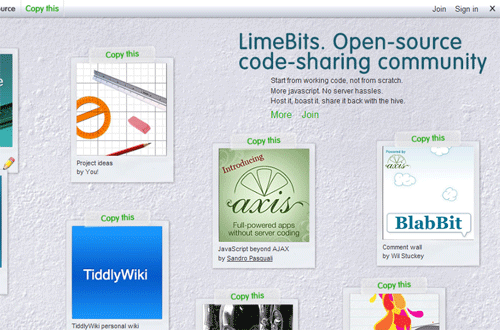 ource
Copy this
Join
Sign in
X
LimeBits. Open-source
code-sharing community
Start from working code, not from scratch.
More javascript. No server hassles.
Host it, boast it, share it back with the hive.
More Join
Copy this
Project ideas
by You!
Copy this
Introducing
axis
Full-powered apps
without server coding
JavaScript beyond AJAX
by Sandro Pasquali
Copy this
Powered by
axis
BlabBit
Comment wall
by Wil Stuckey
Copy this
TiddlyWiki
TiddlyWiki personal wiki
Copy this
Copy this